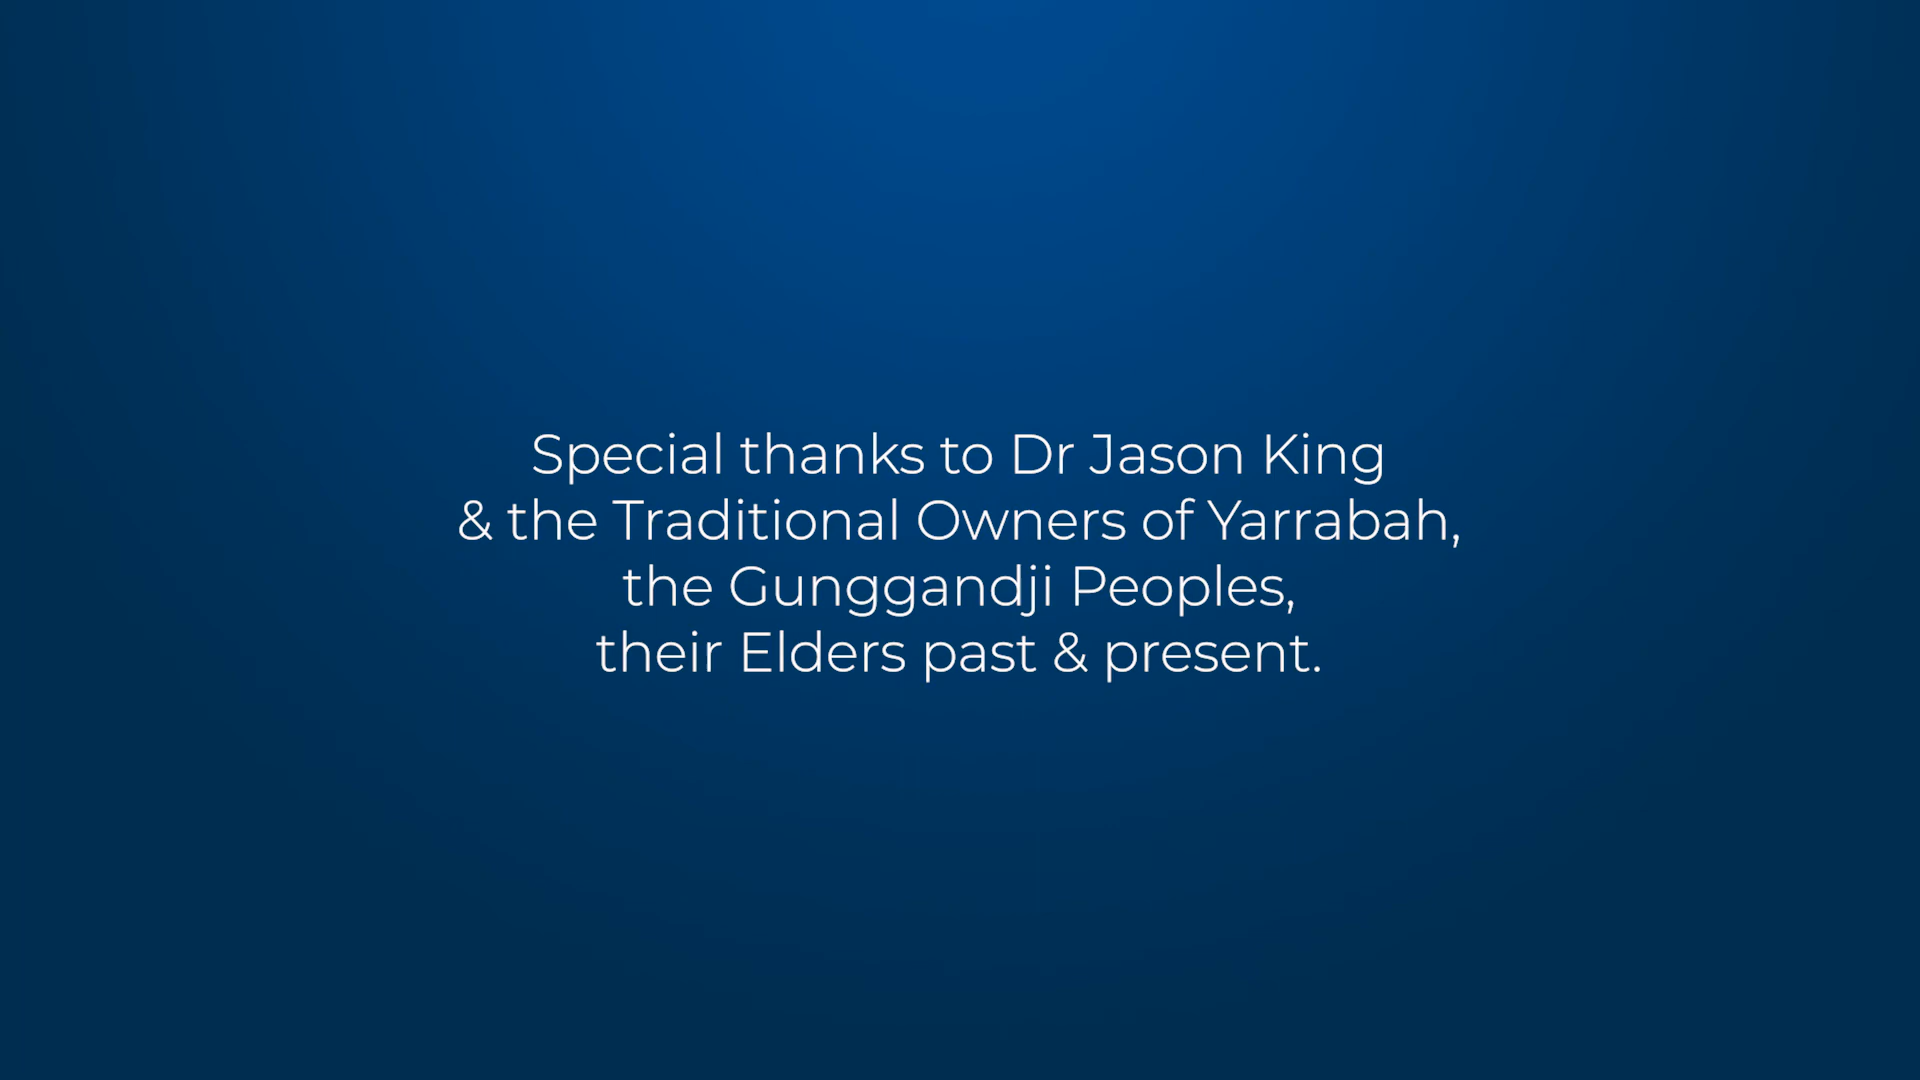 Special thanks to Dr Jason King
& the Traditional Owners of Yarrabah,
the Gunggandji Peoples,
their Elders past & present.